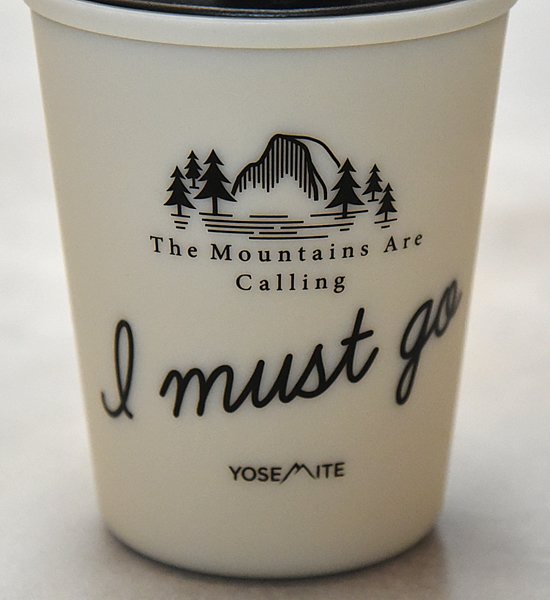 The Mountains Are
Calling
I must go
YOSEMITE